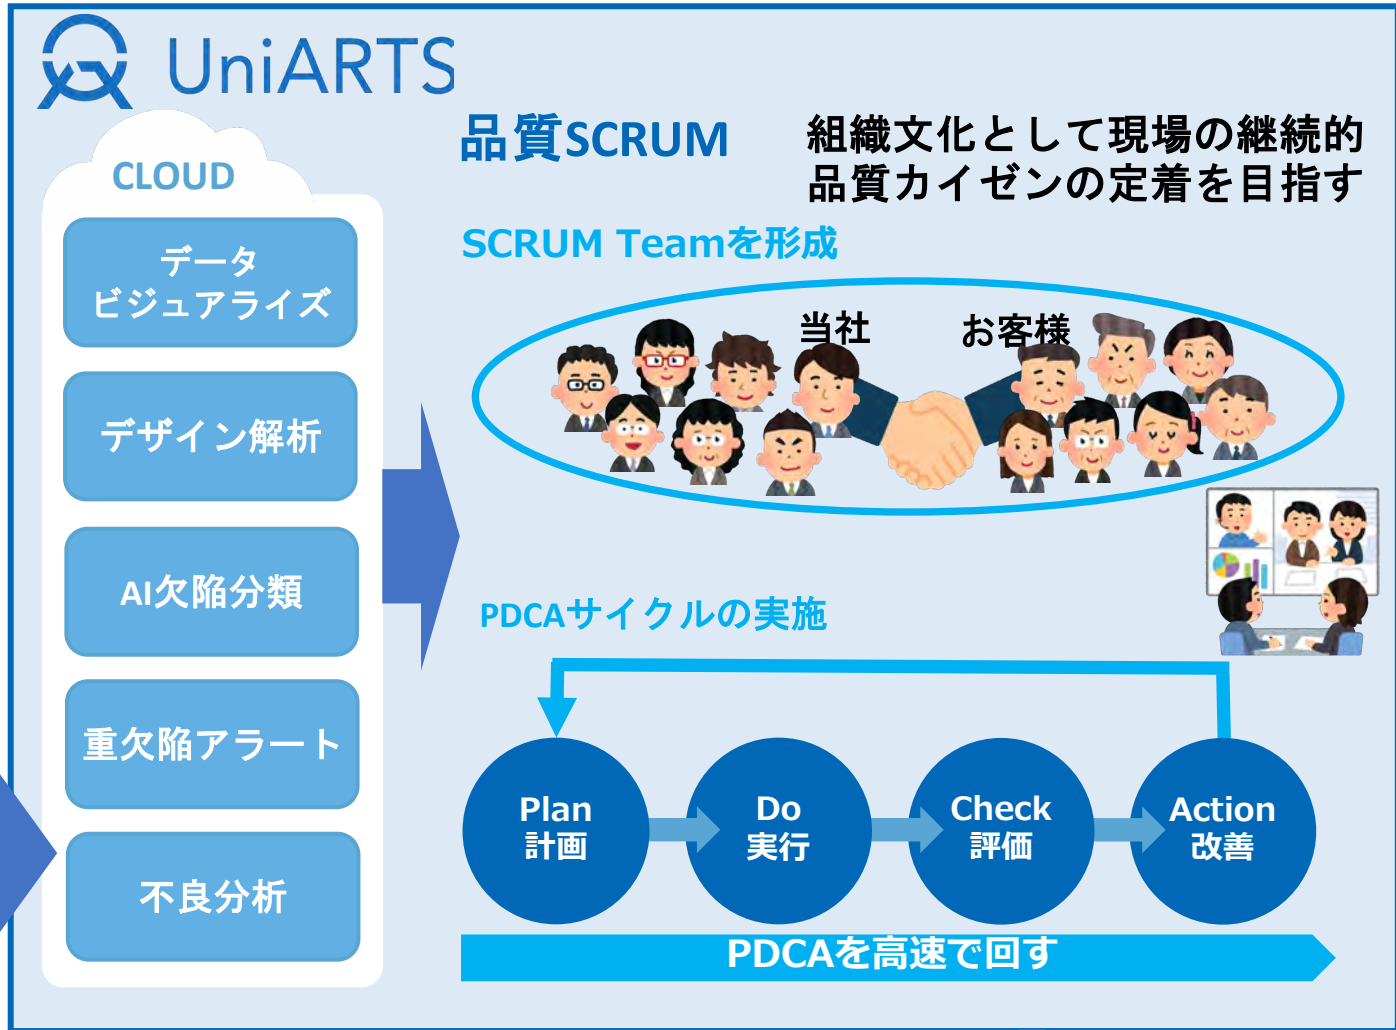 UniARTS
品質SCRUM
組織文化として現場の継続的
品質カイゼンの定着を目指す
CLOUD
データ
ビジュアライズ
デザイン解析
AI欠陥分類
重欠陥アラート
不良分析
SCRUM Teamを形成
当社
お客様
PDCAサイクルの実施
Plan
計画
Do
実行
Check
評価
Action
改善
PDCAを高速で回す